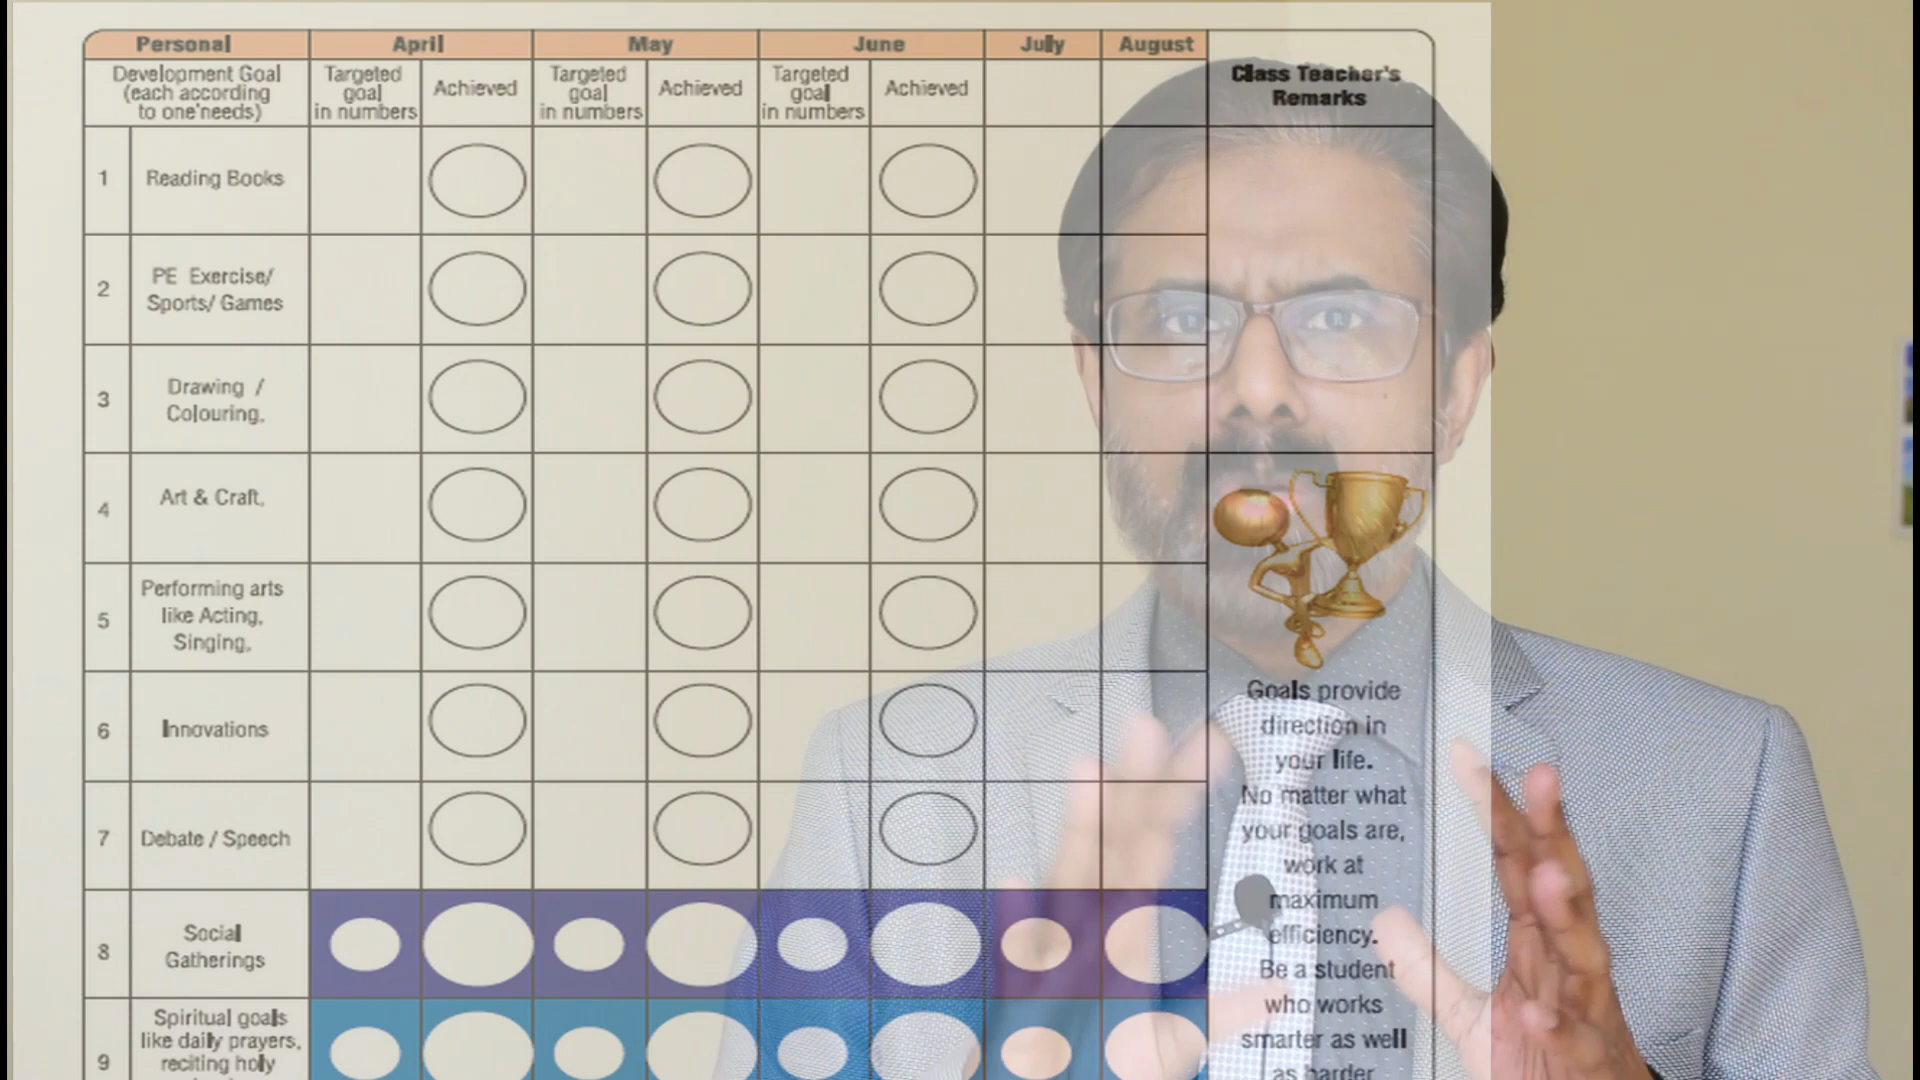 Personal April May June July August
Development Goal
(each according
to one'needs)
Targeted
goal
in numbers
Achieved
Targeted
goal
in numbers
Achieved
Targeted
goal
in numbers
Achieved
Class Teacher's
Remarks
1 Reading Books
2 PE Exercise/
Sports/ Games
3 Drawing /
Colouring,
4 Art & Craft,
5 Performing arts
like Acting,
Singing,
6 Innovations
7 Debate / Speech
8 Social
Gatherings
9 Spiritual goals
like daily prayers,
reciting holy
Goals provide
direction in
your life.
No matter what
your goals are,
work at
maximum
efficiency.
Be a student
who works
smarter as well
as harder